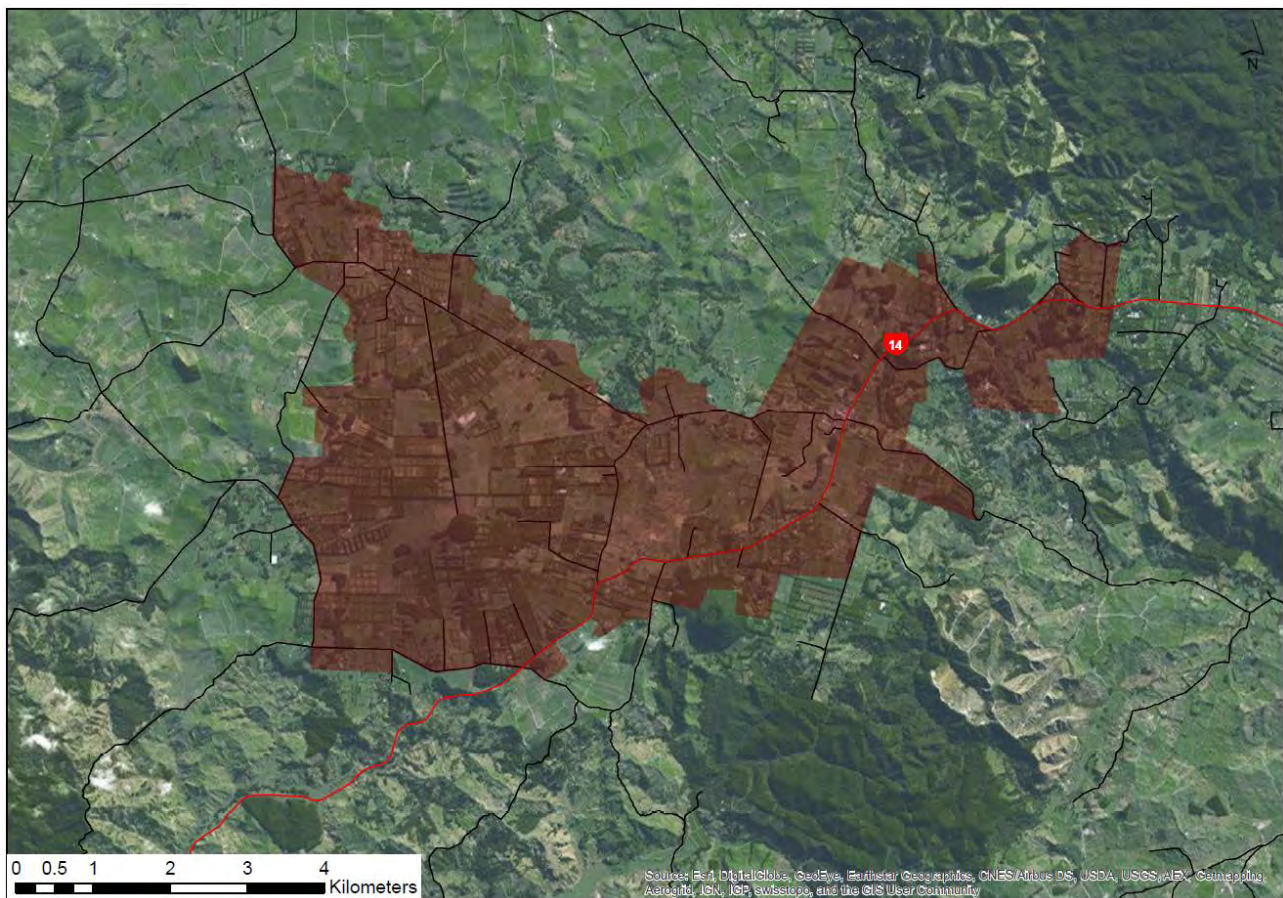 N
14
0 0.5 1 2 3 4
Kilometers
Source: Esri, DigitalGlobe, GeoEye, Earthstar Geographics, CNES/Airbus DS, USDA, USGS, AEX, Getmapping,
Aerogrid, IGN, IGP, swisstopo, and the GIS User Community